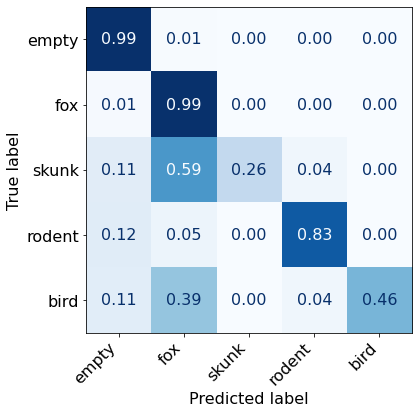 True label
empty 0.99 0.01 0.00 0.00 0.00
fox 0.01 0.99 0.00 0.00 0.00
skunk 0.11 0.59 0.26 0.04 0.00
rodent 0.12 0.05 0.00 0.83 0.00
bird 0.11 0.39 0.00 0.04 0.46
empty fox skunk rodent bird
Predicted label